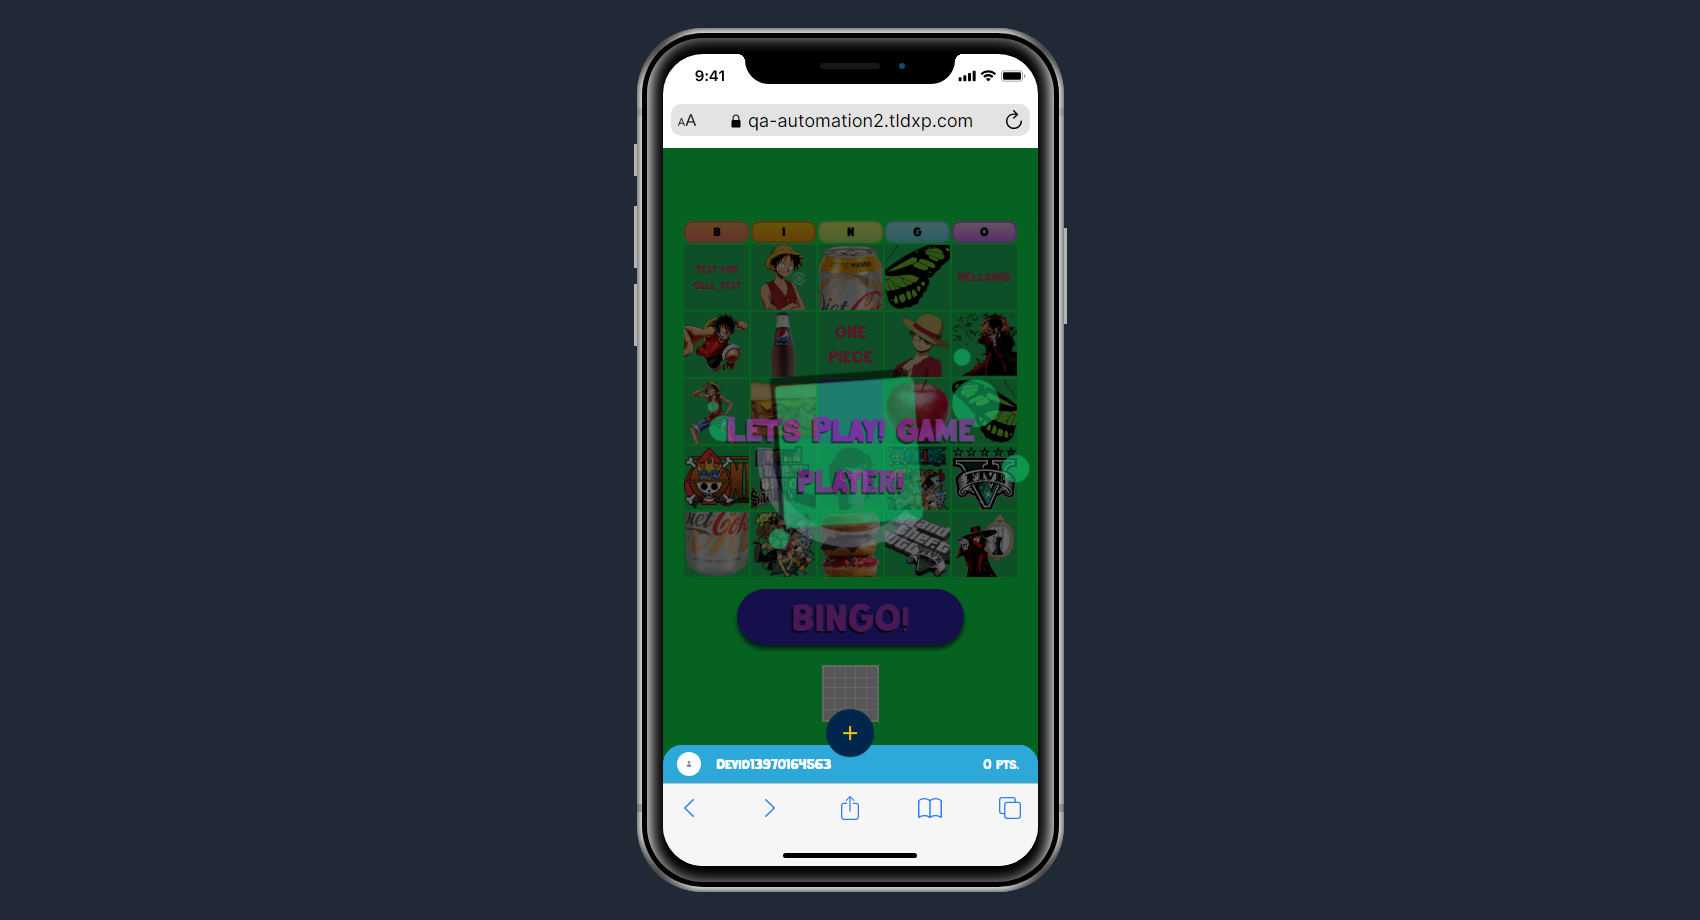 9:41
AA qa-automation2.tldxp.com
B I N G O
TEXT FOR
CELL TEXT
HELLSING
ONE
PIECE
LET'S PLAY! GAME
PLAYER!
FIVE
BINGO!
+
DEVID13970164563 0 PTS.